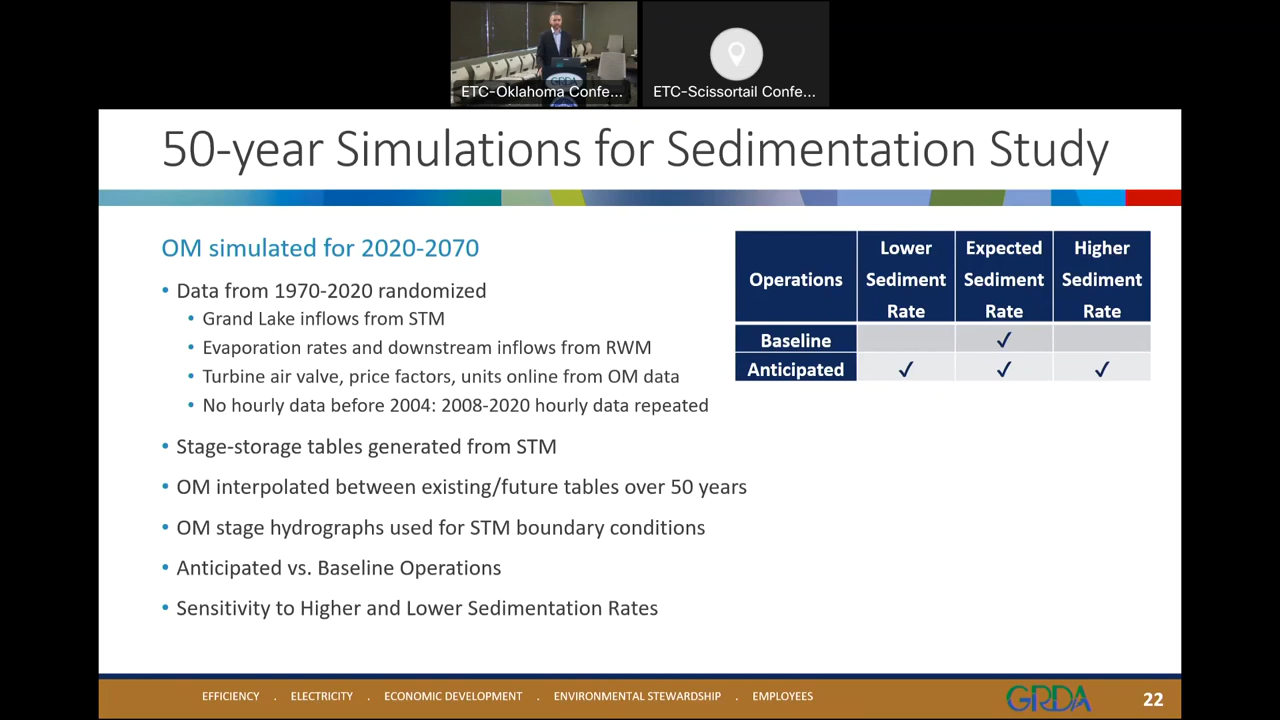 ETC-Oklahoma Confe...
ETC-Scissortail Confe...
GRDA
50-year Simulations for Sedimentation Study
OM simulated for 2020-2070
• Data from 1970-2020 randomized
• Grand Lake inflows from STM
• Evaporation rates and downstream inflows from RWM
• Turbine air valve, price factors, units online from OM data
• No hourly data before 2004: 2008-2020 hourly data repeated
• Stage-storage tables generated from STM
• OM interpolated between existing/future tables over 50 years
• OM stage hydrographs used for STM boundary conditions
• Anticipated vs. Baseline Operations
• Sensitivity to Higher and Lower Sedimentation Rates
Operations
Lower
Sediment
Rate
Expected
Sediment
Rate
Higher
Sediment
Rate
Baseline ✓
Anticipated ✓ ✓ ✓
EFFICIENCY . ELECTRICITY . ECONOMIC DEVELOPMENT . ENVIRONMENTAL STEWARDSHIP . EMPLOYEES
GRDA
22